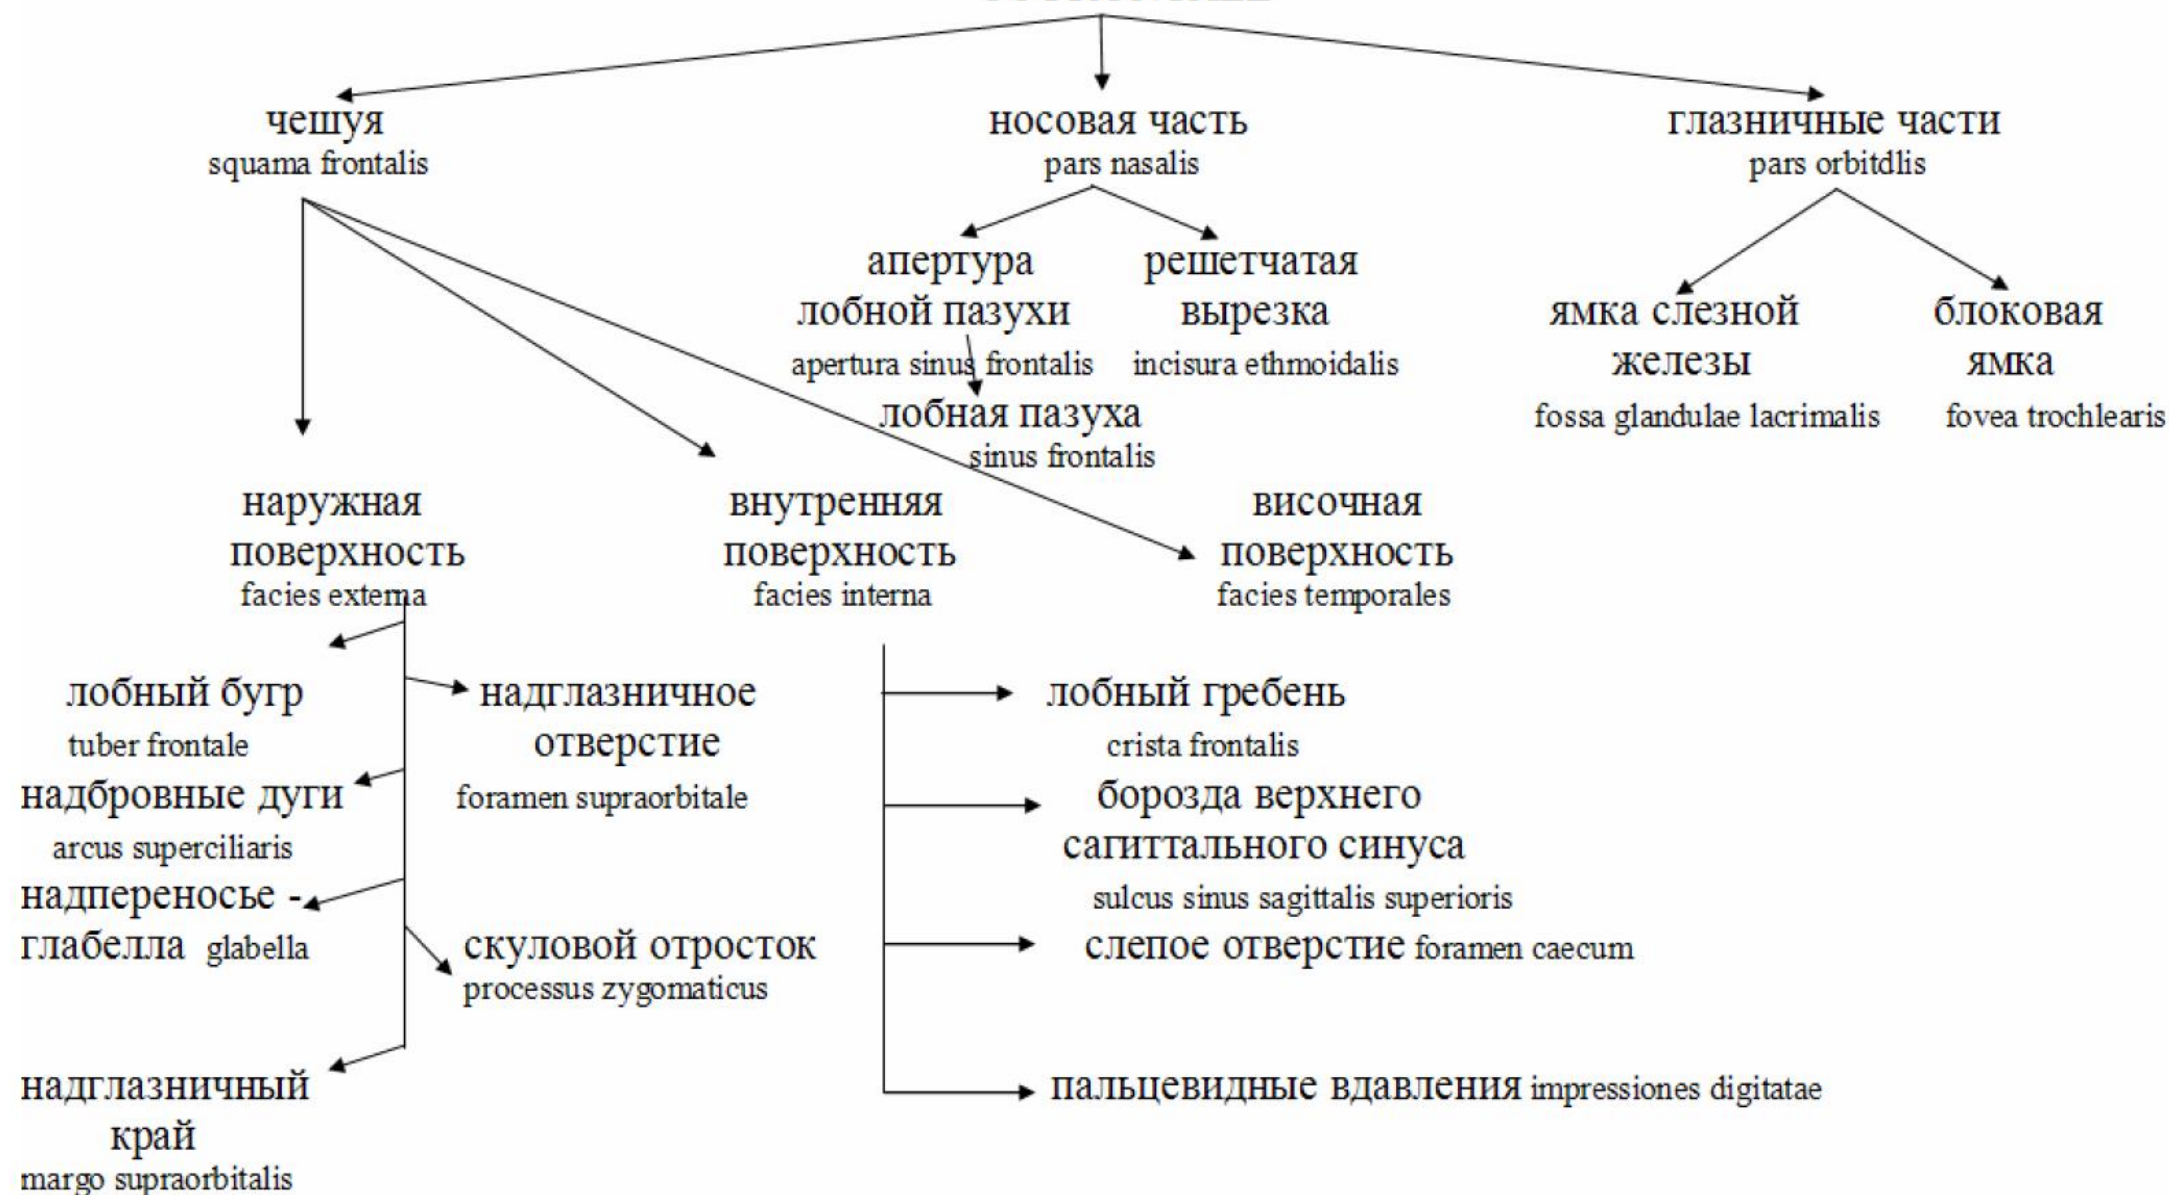 чешуя
squama frontalis
носовая часть
pars nasalis
глазничные части
pars orbitdlis
апертура
лобной пазухи
apertura sinus frontalis
лобная пазуха
sinus frontalis
решетчатая
вырезка
incisura ethmoidalis
ямка слезной
железы
fossa glandulae lacrimalis
блоковая
ямка
fovea trochlearis
наружная
поверхность
facies externa
внутренняя
поверхность
facies interna
височная
поверхность
facies temporales
лобный бугр
tuber frontale
надбровные дуги
arcus superciliaris
надпереносье -
глабелла glabella
надглазничный
край
margo supraorbitalis
надглазничное
отверстие
foramen supraorbitale
скуловой отросток
processus zygomaticus
лобный гребень
crista frontalis
борозда верхнего
сагиттального синуса
sulcus sinus sagittalis superioris
слепое отверстие foramen caecum
пальцевидные вдавления impressiones digitatae